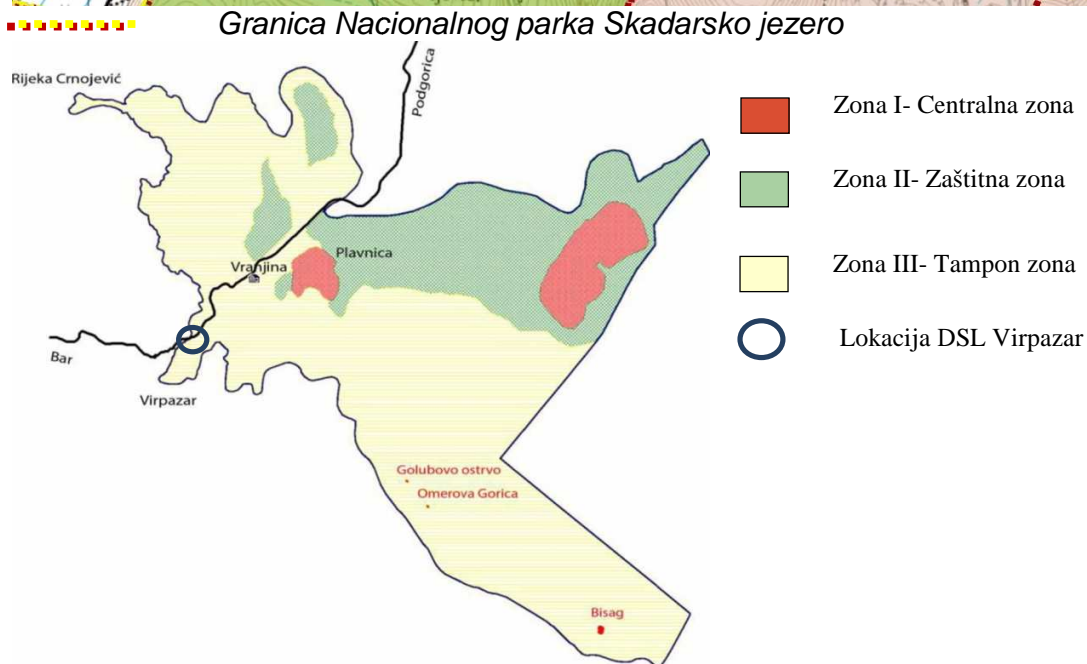 Granica Nacionalnog parka Skadarsko jezero
Rijeka Crnojević
Podgorica
Zona I- Centralna zona
Zona II- Zaštitna zona
Plavnica
Vranjina
Zona III- Tampon zona
Lokacija DSL Virpazar
Bar
Virpazar
Golubovo ostrvo
Omerova Gorica
Bisag